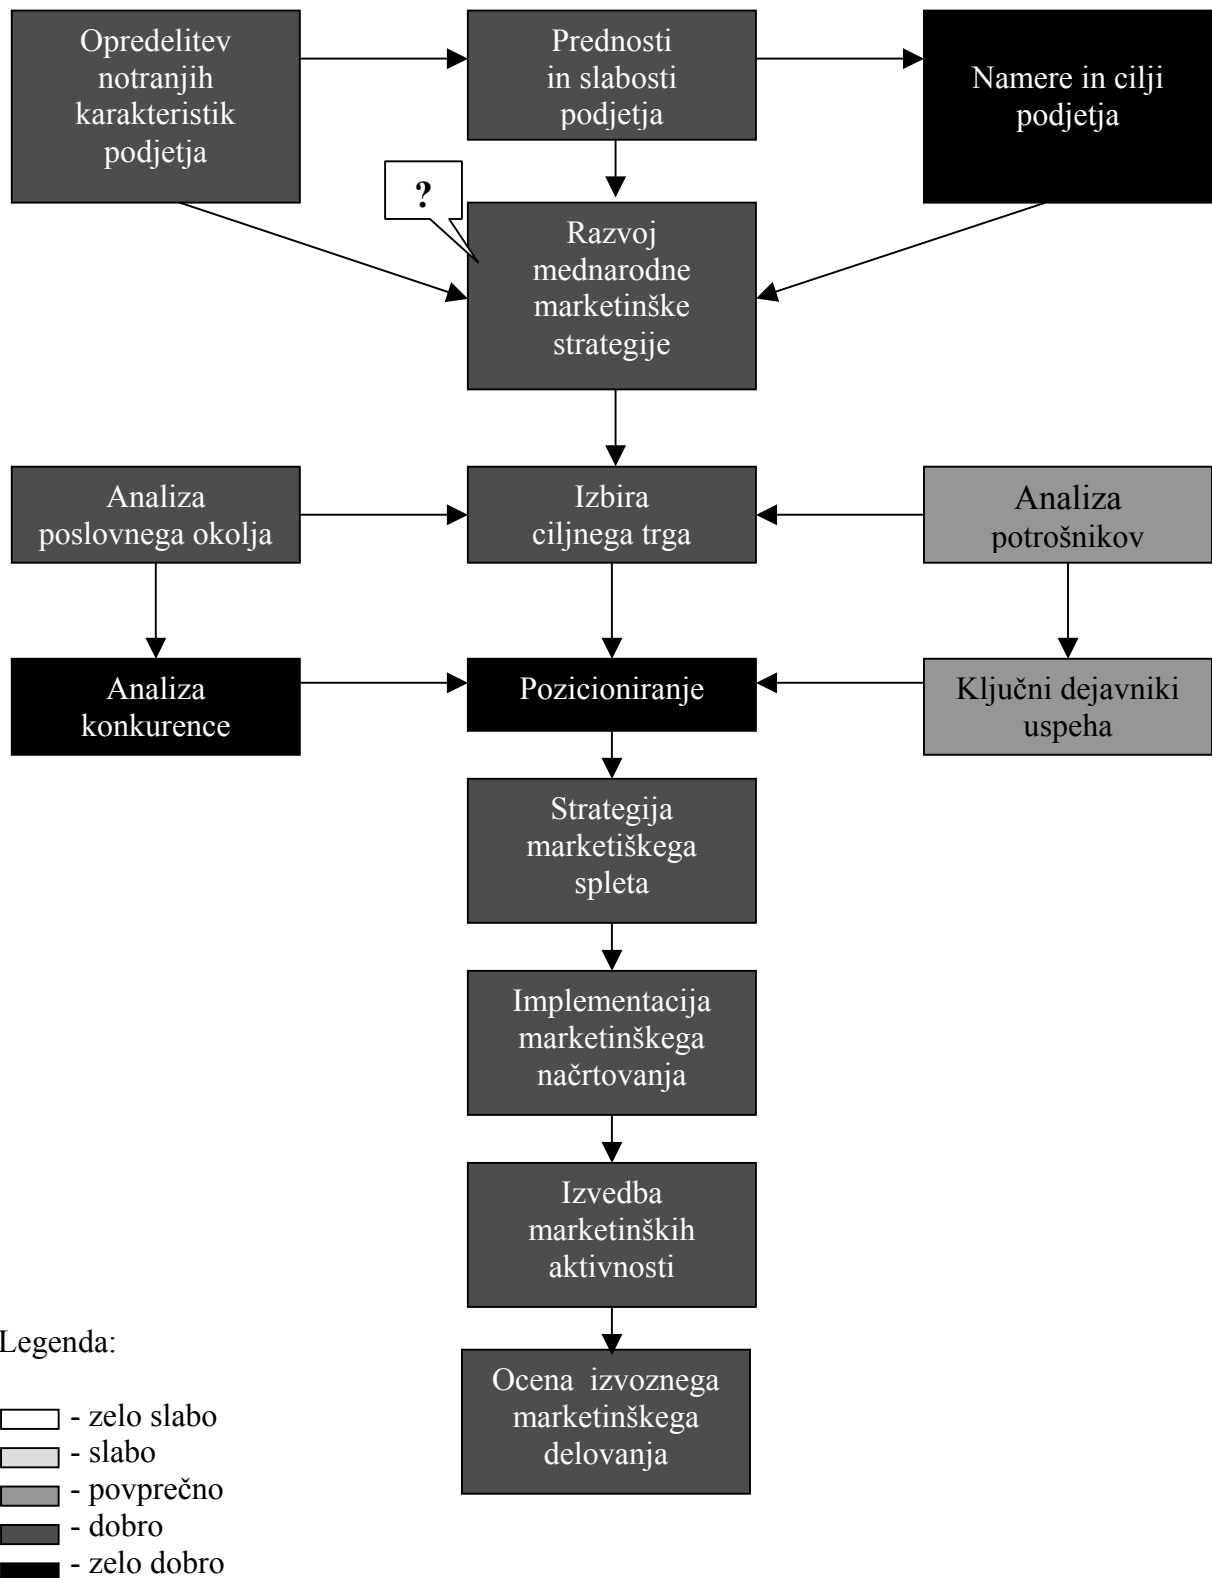 Opredelitev
notranjih
karakteristik
podjetja
Prednosti
in slabosti
podjetja
Namere in cilji
podjetja
?
Razvoj
mednarodne
marketinške
strategije
Analiza
poslovnega okolja
Izbira
ciljnega trga
Analiza
potrošnikov
Analiza
konkurence
Pozicioniranje
Ključni dejavniki
uspeha
Strategija
marketiškega
spleta
Implementacija
marketinškega
načrtovanja
Izvedba
marketinških
aktivnosti
Ocena izvoznega
marketinškega
delovanja
Legenda:
- zelo slabo
- slabo
- povprečno
- dobro
- zelo dobro